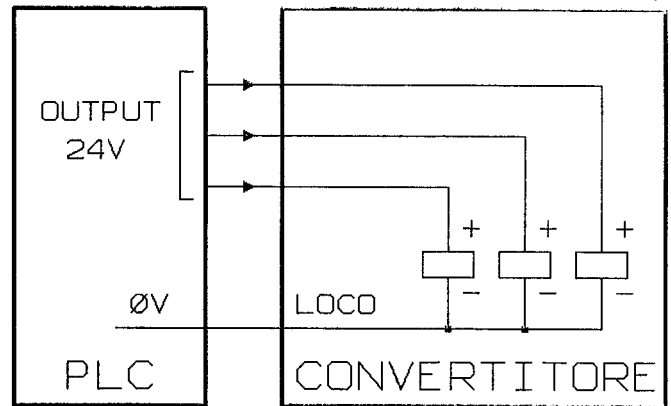 OUTPUT
24V
+ + +
- - -
ØV
LOCO
PLC
CONVERTITORE